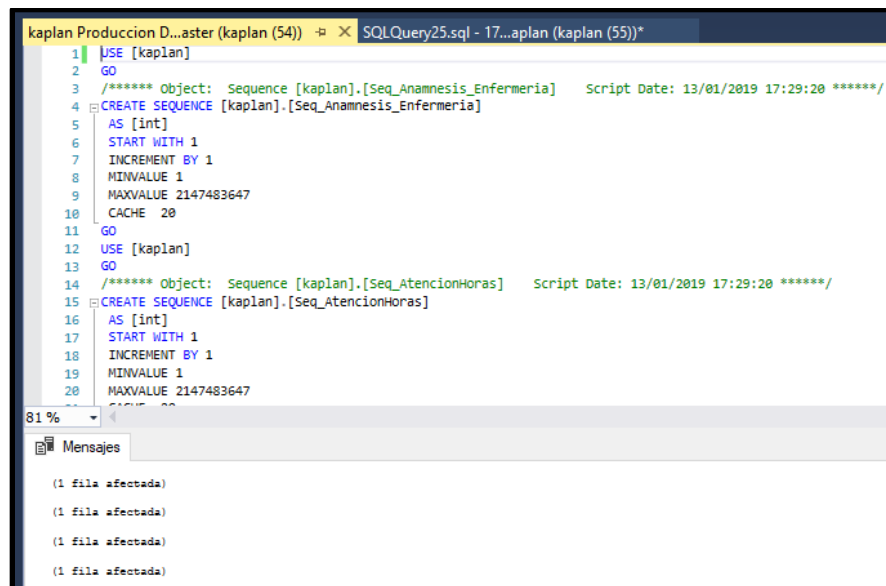 kaplan Produccion D...aster (kaplan (54)) SQLQuery25.sql - 17...aplan (kaplan (55))*
1 USE [kaplan]
2 GO
3 /****** Object:  Sequence [kaplan].[Seq_Anamnesis_Enfermeria]    Script Date: 13/01/2019 17:29:20 ******/
4 CREATE SEQUENCE [kaplan].[Seq_Anamnesis_Enfermeria]
5 AS [int]
6 START WITH 1
7 INCREMENT BY 1
8 MINVALUE 1
9 MAXVALUE 2147483647
10 CACHE  20
11 GO
12 USE [kaplan]
13 GO
14 /****** Object:  Sequence [kaplan].[Seq_AtencionHoras]    Script Date: 13/01/2019 17:29:20 ******/
15 CREATE SEQUENCE [kaplan].[Seq_AtencionHoras]
16 AS [int]
17 START WITH 1
18 INCREMENT BY 1
19 MINVALUE 1
20 MAXVALUE 2147483647
81 %
Mensajes
(1 fila afectada)
(1 fila afectada)
(1 fila afectada)
(1 fila afectada)